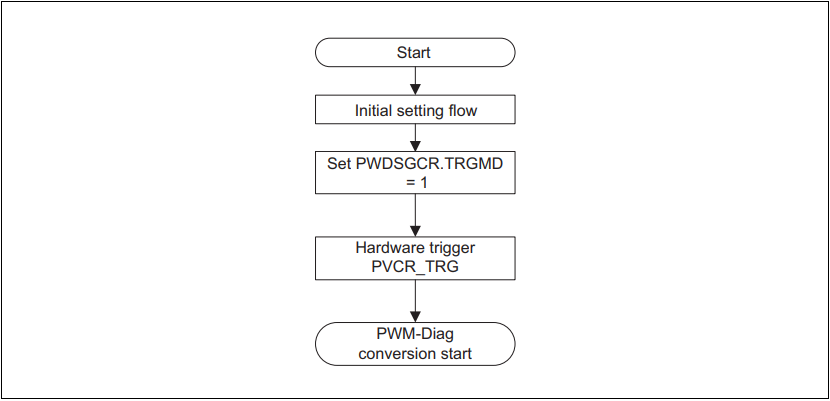 Start
Initial setting flow
Set PWDSGCR.TRGMD
= 1
Hardware trigger
PVCR_TRG
PWM-Diag
conversion start